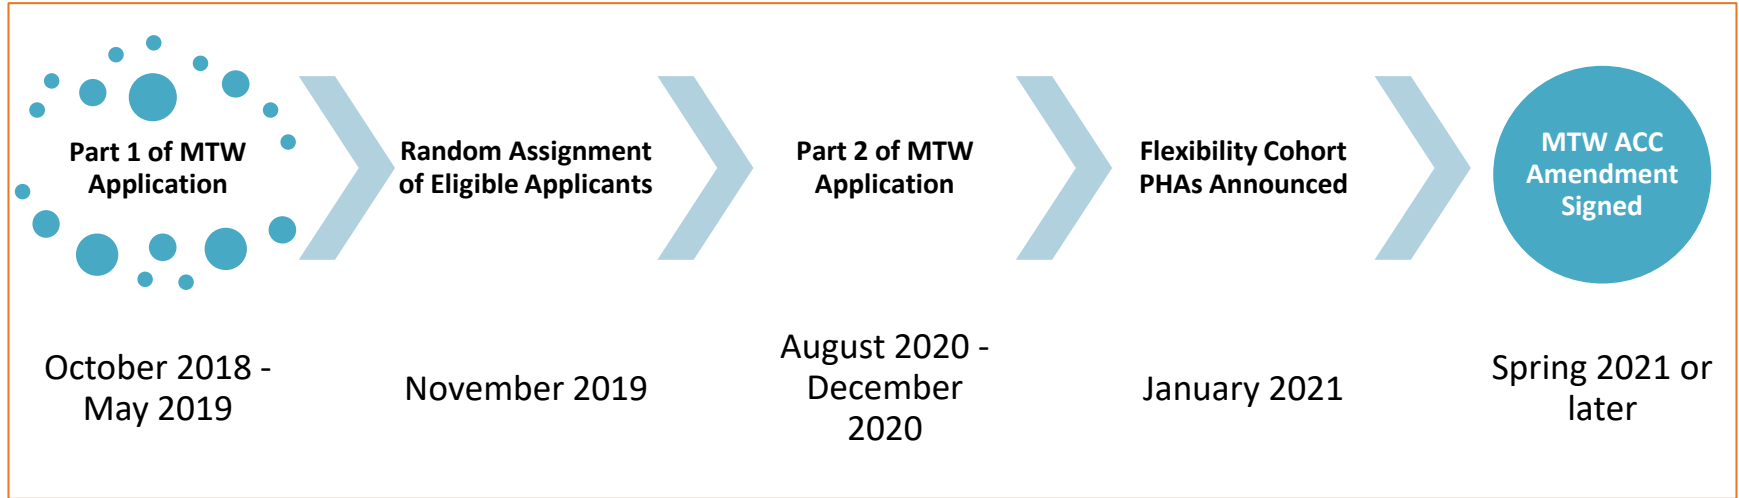 Part 1 of MTW
Application
Random Assignment
of Eligible Applicants
Part 2 of MTW
Application
Flexibility Cohort
PHAs Announced
MTW ACC
Amendment
Signed
October 2018 -
May 2019
November 2019
August 2020 -
December
2020
January 2021
Spring 2021 or
later